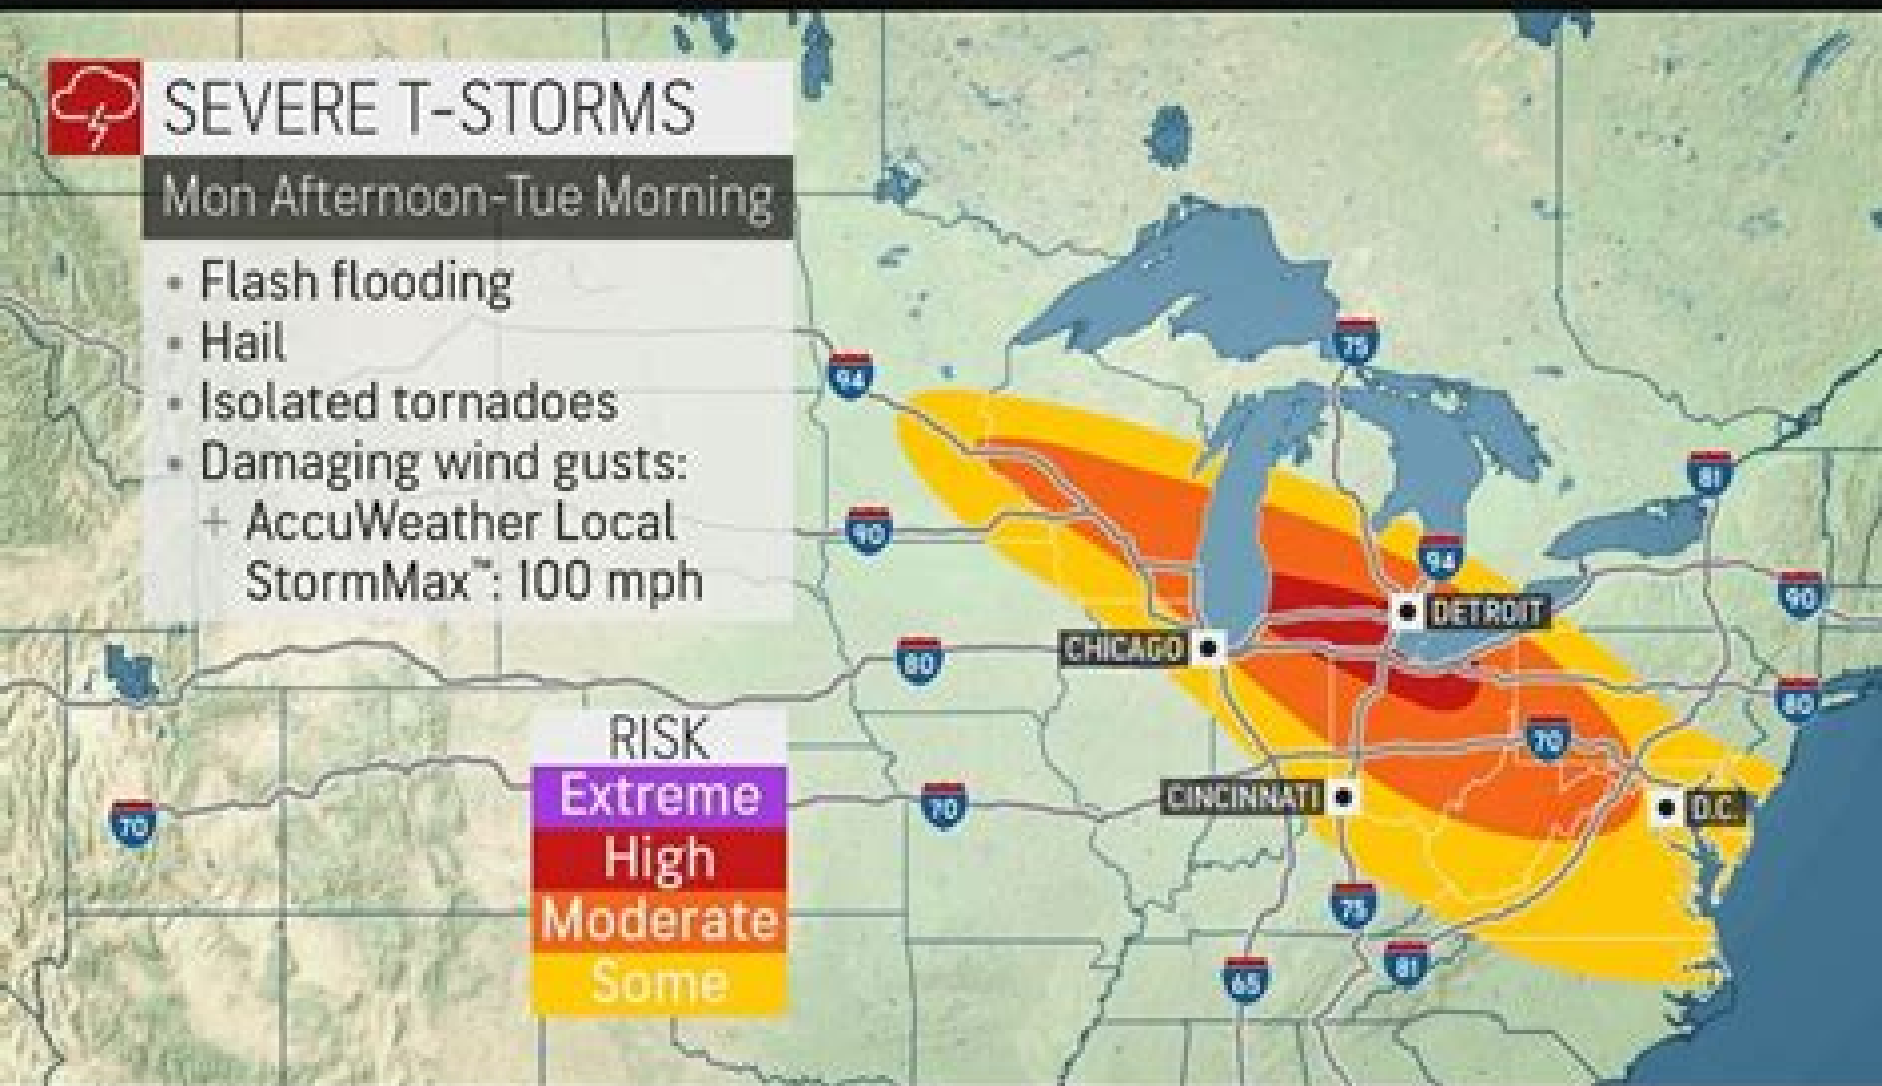 SEVERE T-STORMS
Mon Afternoon-Tue Morning
• Flash flooding
• Hail
• Isolated tornadoes
• Damaging wind gusts:
+ AccuWeather Local
StormMax™: 100 mph
75
94
81
90
94
90
DETROIT
CHICAGO
80
80
RISK
Extreme
High
Moderate
Some
70
CINCINNATI
D.C.
70
70
75
81
65